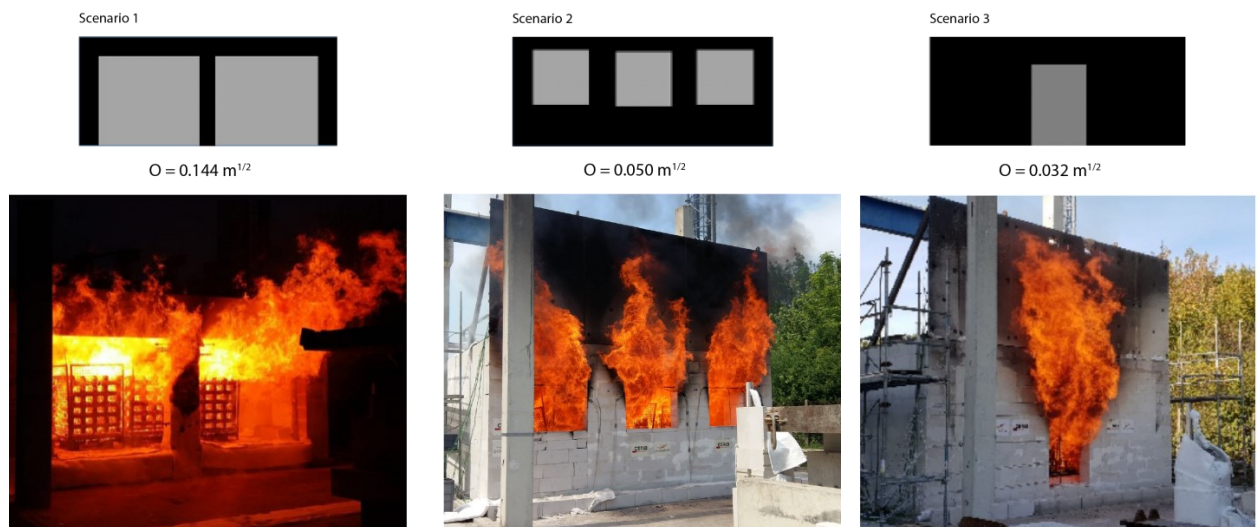 Scenario 1
Scenario 2
Scenario 3
O = 0.144 m1/2
O = 0.050 m1/2
O = 0.032 m1/2